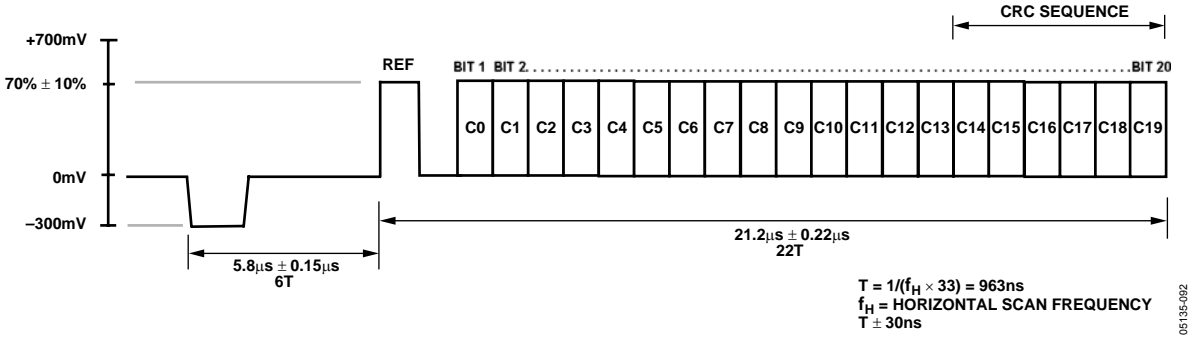 CRC SEQUENCE
+700mV
REF
BIT 1 BIT 2 BIT 20
70% ± 10%
C0 C1 C2 C3 C4 C5 C6 C7 C8 C9 C10 C11 C12 C13 C14 C15 C16 C17 C18 C19
0mV
–300mV
21.2μs ± 0.22μs
22T
5.8μs ± 0.15μs
6T
T = 1/(fH × 33) = 963ns
fH = HORIZONTAL SCAN FREQUENCY
T ± 30ns
05135-092